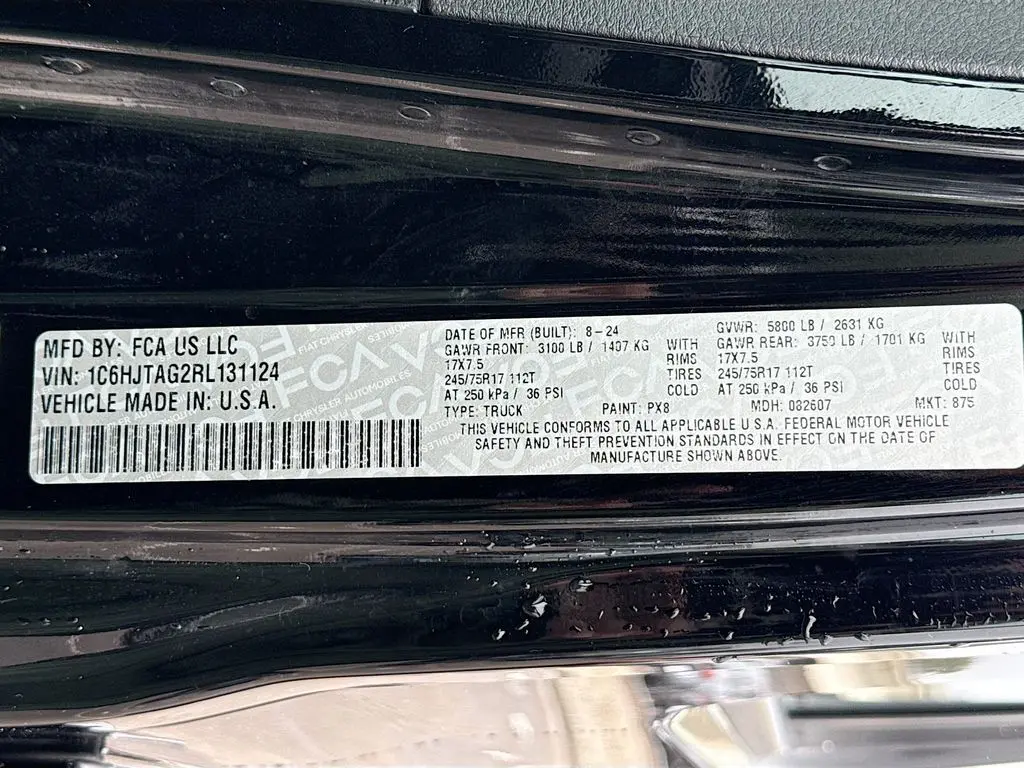 MFD BY: FCA US LLC
VIN: 1C6HJTAG2RL131124
VEHICLE MADE IN: U.S.A.
DATE OF MFR (BUILT): 8-24
GAWR FRONT: 3100 LB / 1407 KG WITH
17X7.5 RIMS
245/75R17 112T TIRES
AT 250 kPa / 36 PSI COLD
GVWR: 5800 LB / 2631 KG
GAWR REAR: 3750 LB / 1701 KG WITH
17X7.5 RIMS
245/75R17 112T TIRES
AT 250 kPa / 36 PSI COLD
TYPE: TRUCK PAINT: PX8 MDH: 082607 MKT: 875
THIS VEHICLE CONFORMS TO ALL APPLICABLE U.S.A. FEDERAL MOTOR VEHICLE
SAFETY AND THEFT PREVENTION STANDARDS IN EFFECT ON THE DATE OF
MANUFACTURE SHOWN ABOVE.